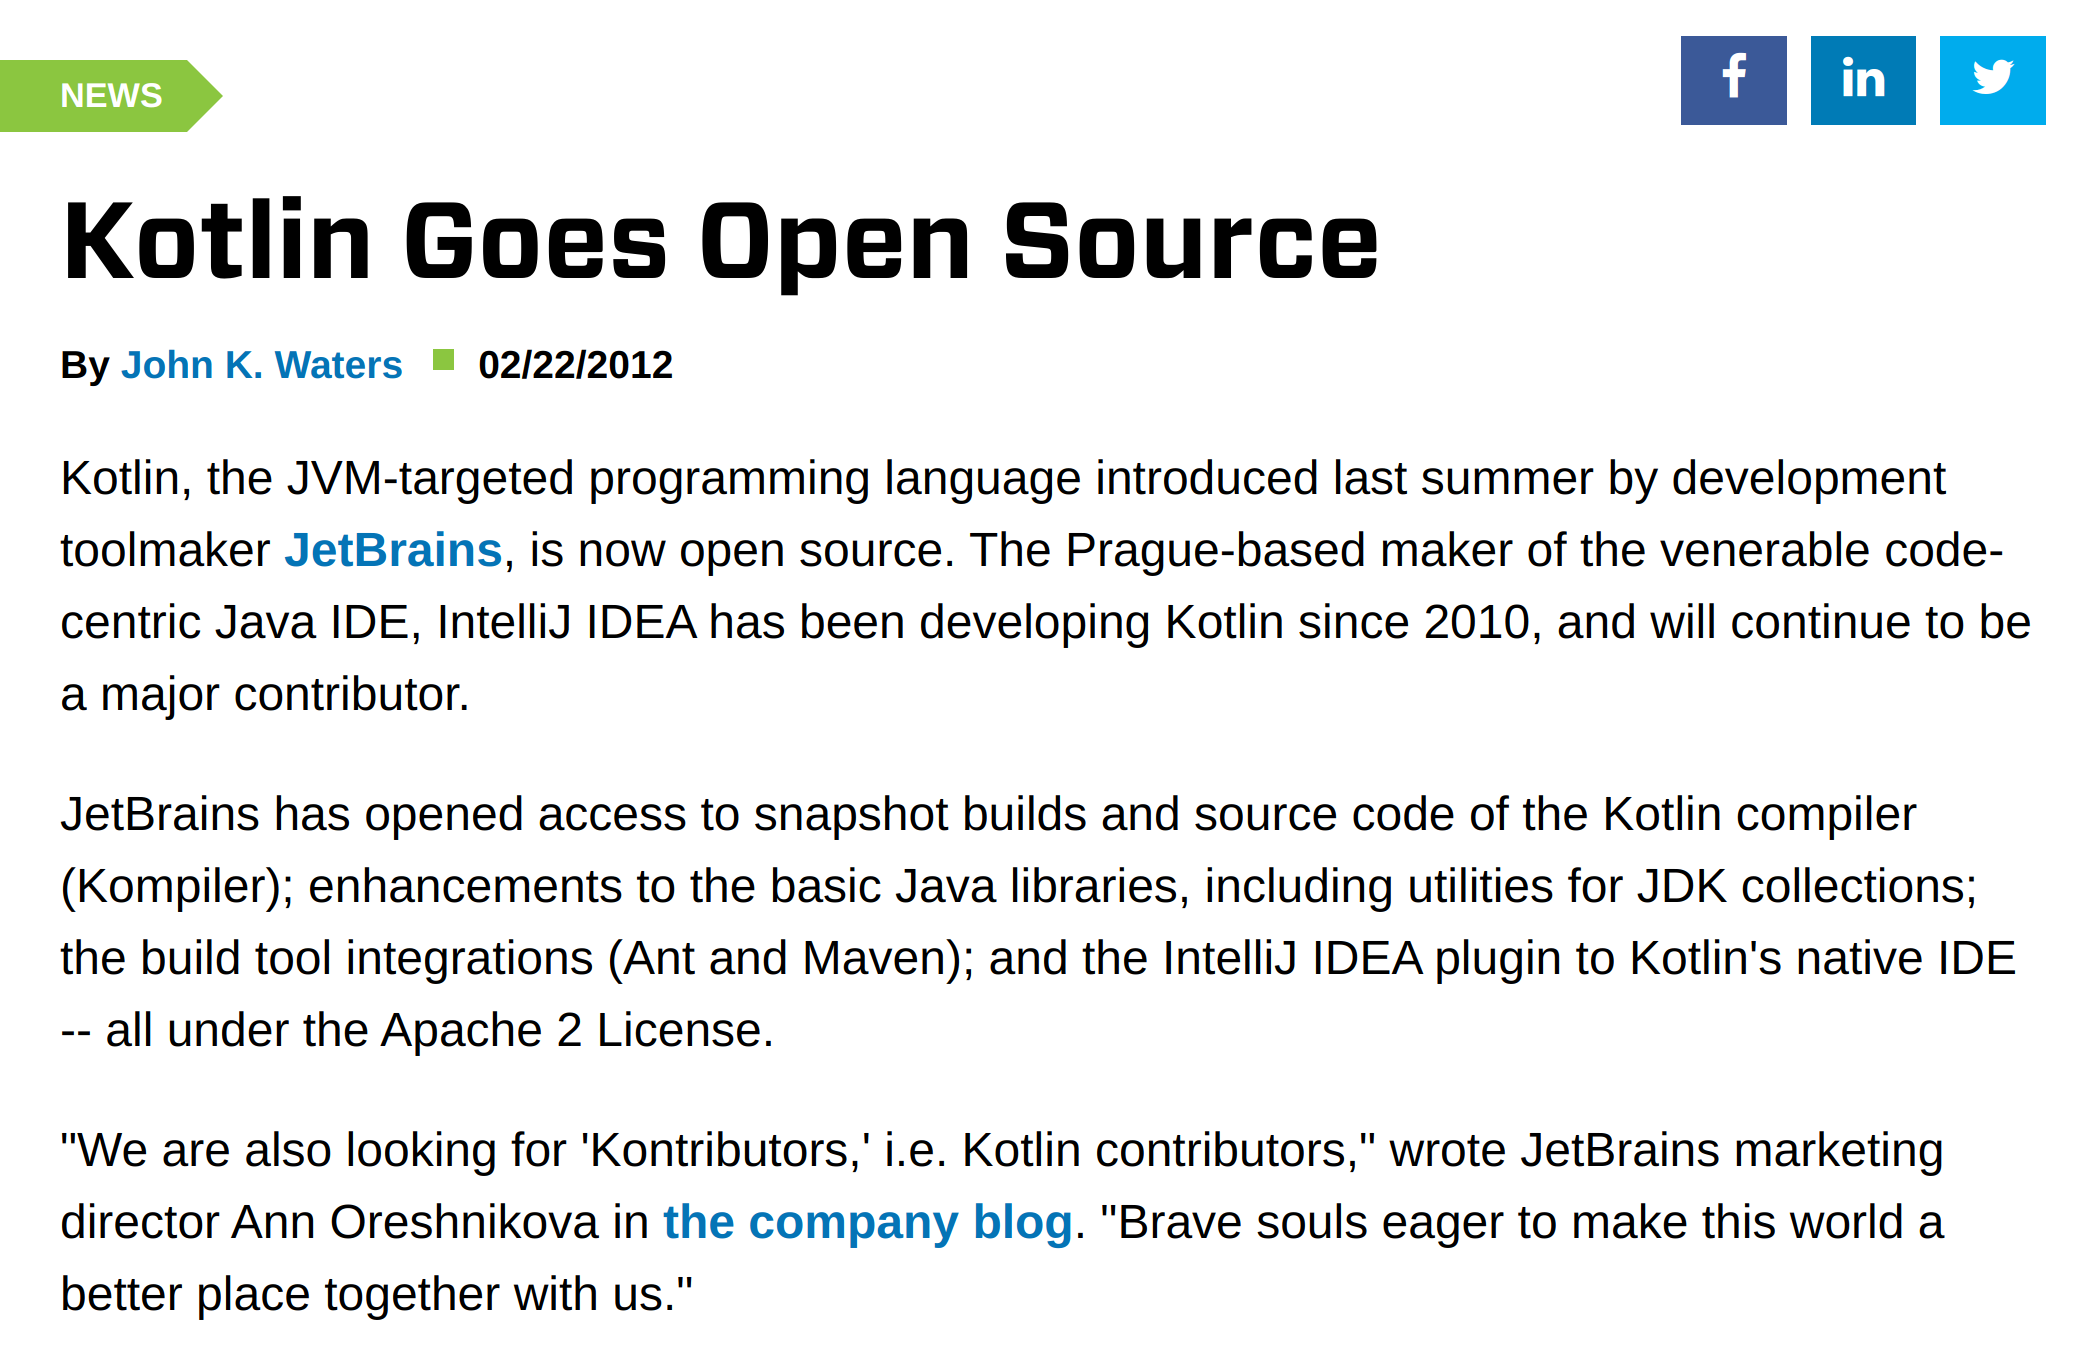 NEWS
f
in
Kotlin Goes Open Source
By John K. Waters 02/22/2012
Kotlin, the JVM-targeted programming language introduced last summer by development
toolmaker JetBrains, is now open source. The Prague-based maker of the venerable code-
centric Java IDE, IntelliJ IDEA has been developing Kotlin since 2010, and will continue to be
a major contributor.
JetBrains has opened access to snapshot builds and source code of the Kotlin compiler
(Kompiler); enhancements to the basic Java libraries, including utilities for JDK collections;
the build tool integrations (Ant and Maven); and the IntelliJ IDEA plugin to Kotlin's native IDE
-- all under the Apache 2 License.
"We are also looking for 'Kontributors,' i.e. Kotlin contributors," wrote JetBrains marketing
director Ann Oreshnikova in the company blog. "Brave souls eager to make this world a
better place together with us."